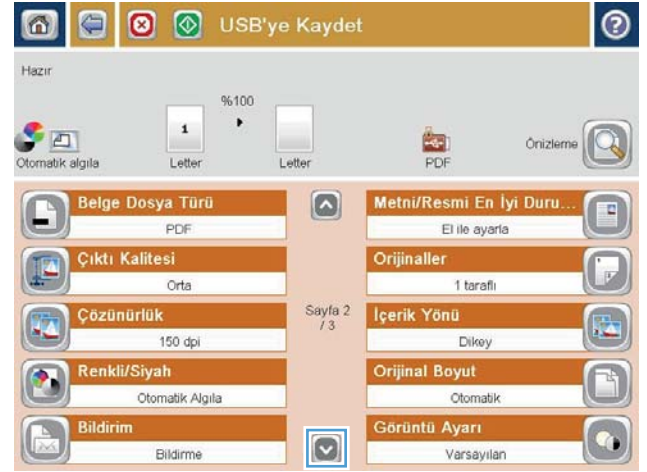 USB'ye Kaydet
Hazır
%100
1
Otomatik algıla
Letter
Letter
PDF
Önizleme
Belge Dosya Türü
PDF
Çıktı Kalitesi
Orta
Çözünürlük
150 dpi
Renkli/Siyah
Otomatik Algıla
Bildirim
Bildirme
Sayfa 2
/ 3
Metni/Resmi En İyi Duru...
El ile ayarla
Orijinaller
1 taraflı
İçerik Yönü
Dikey
Orijinal Boyut
Otomatik
Görüntü Ayarı
Varsayılan